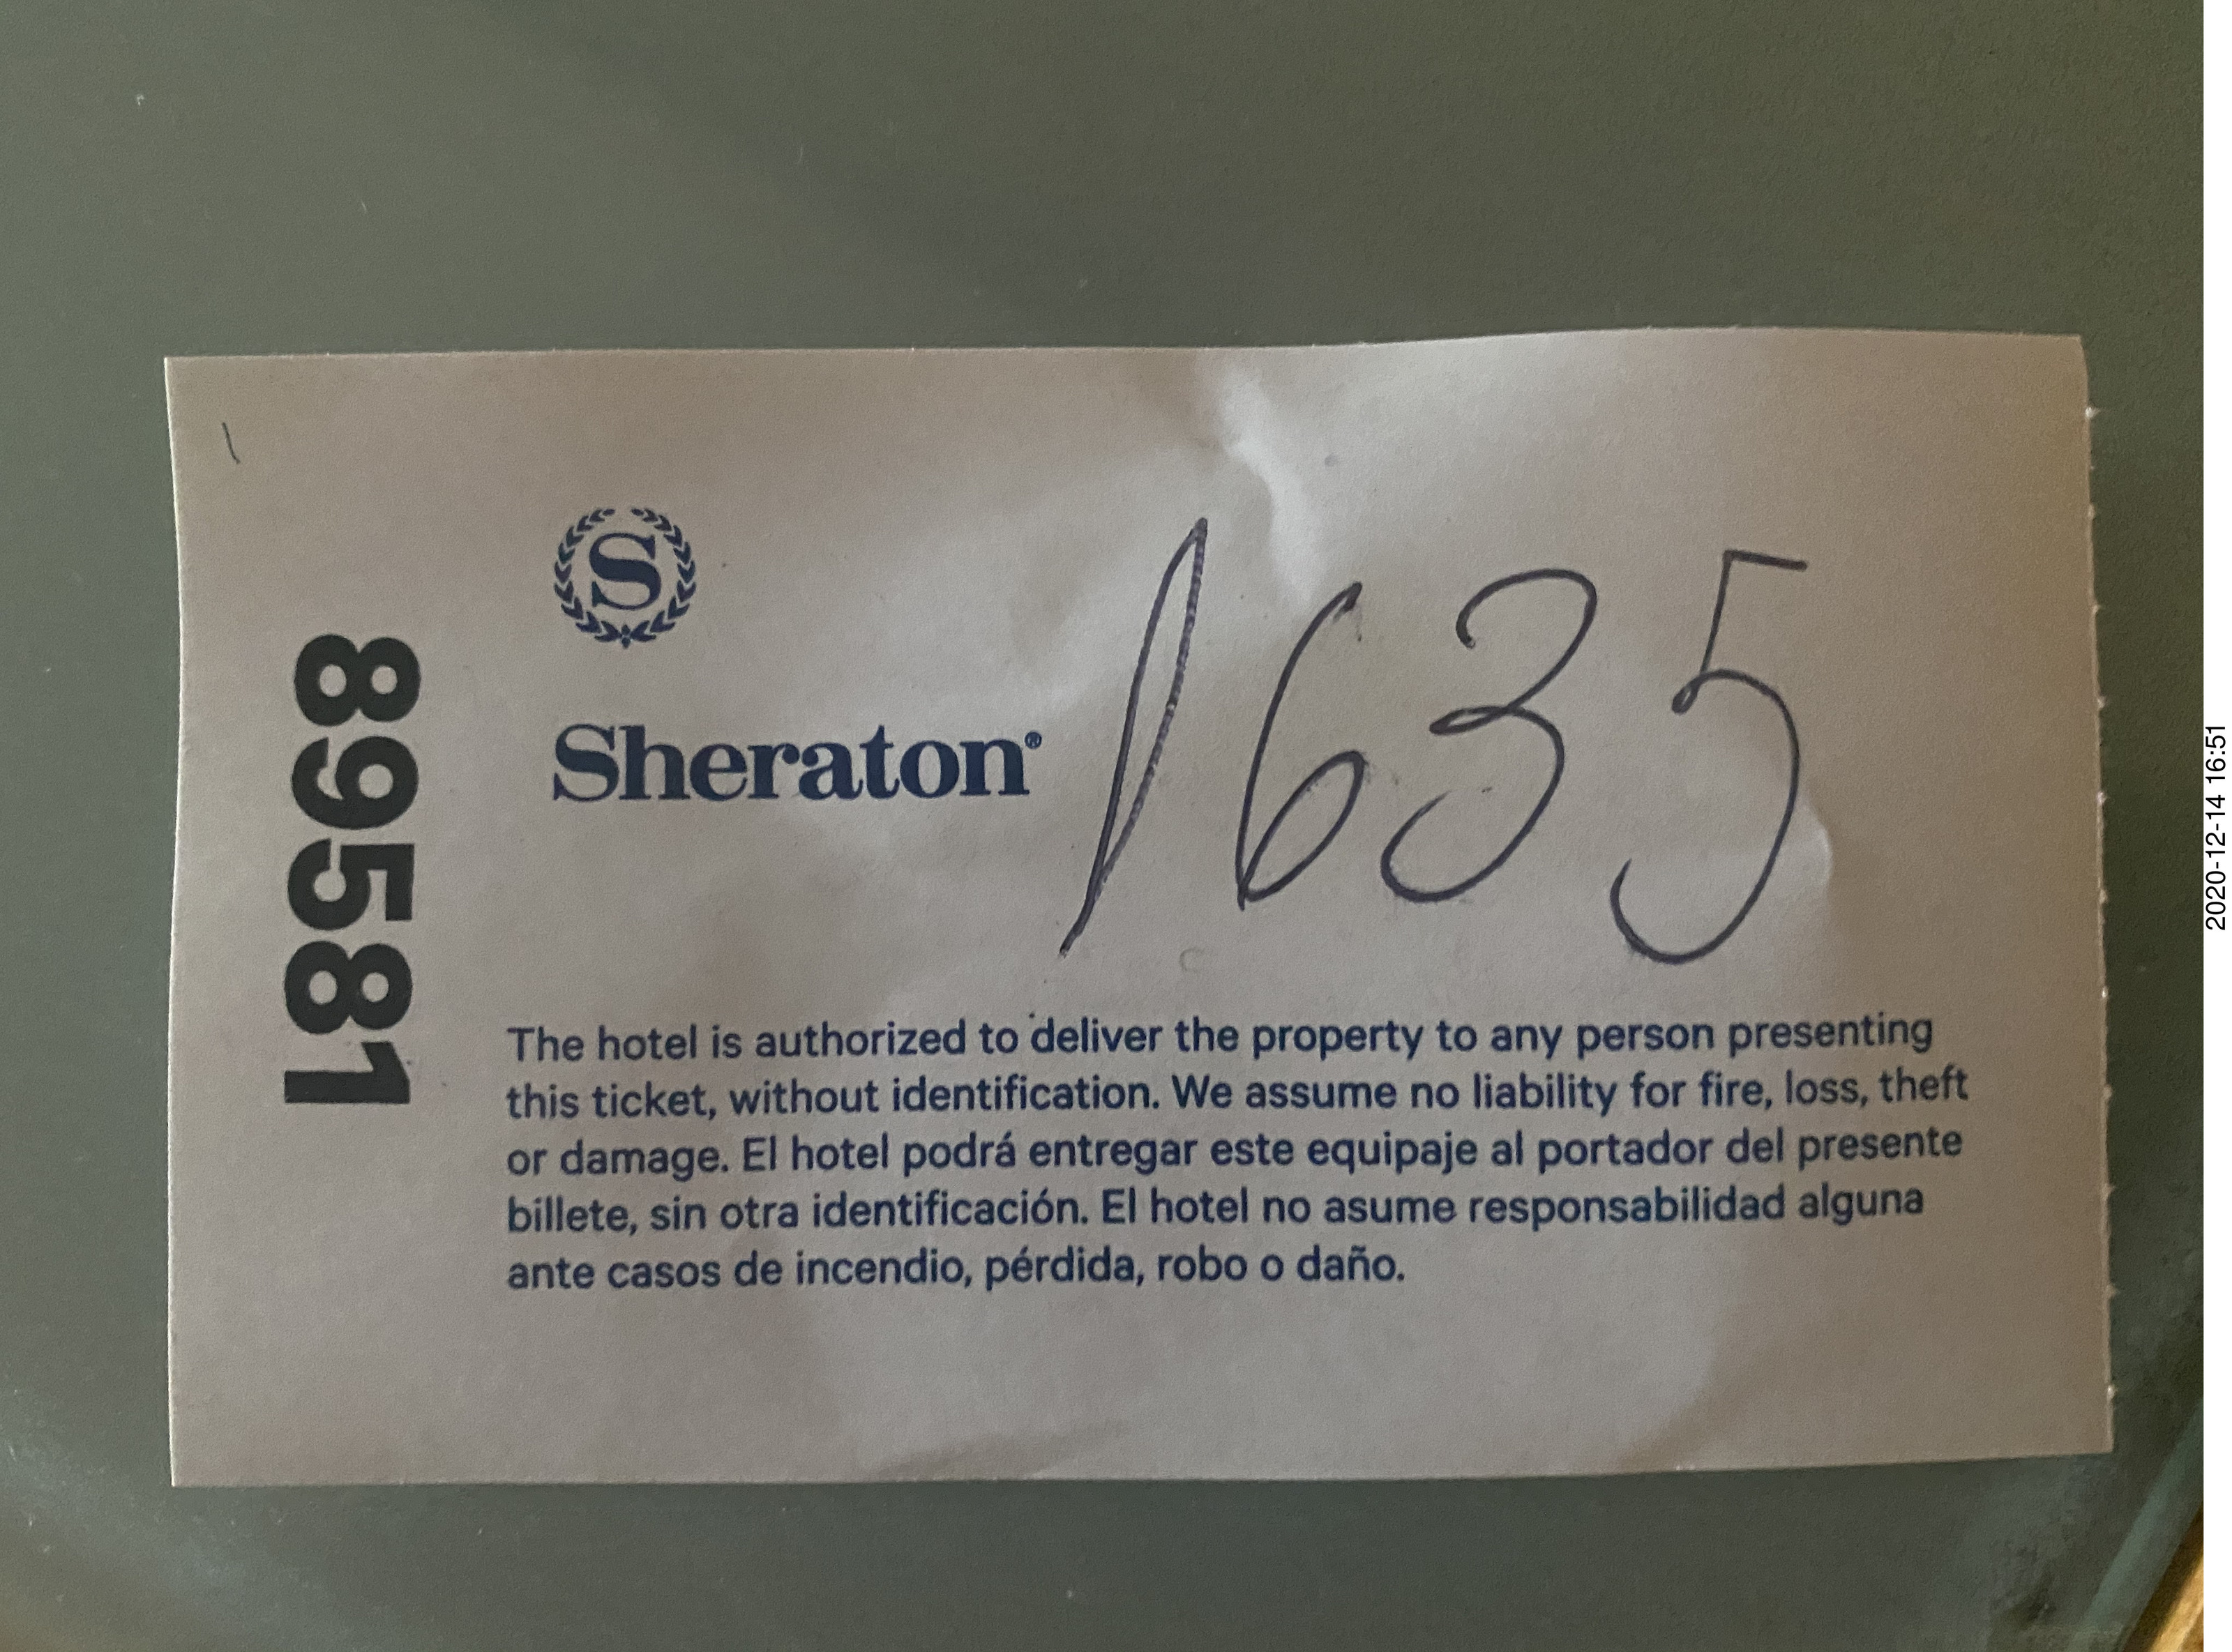 89581
S
Sheraton®
1635
The hotel is authorized to deliver the property to any person presenting
this ticket, without identification. We assume no liability for fire, loss, theft
or damage. El hotel podrá entregar este equipaje al portador del presente
billete, sin otra identificación. El hotel no asume responsabilidad alguna
ante casos de incendio, pérdida, robo o daño.
2020-12-14 16:51